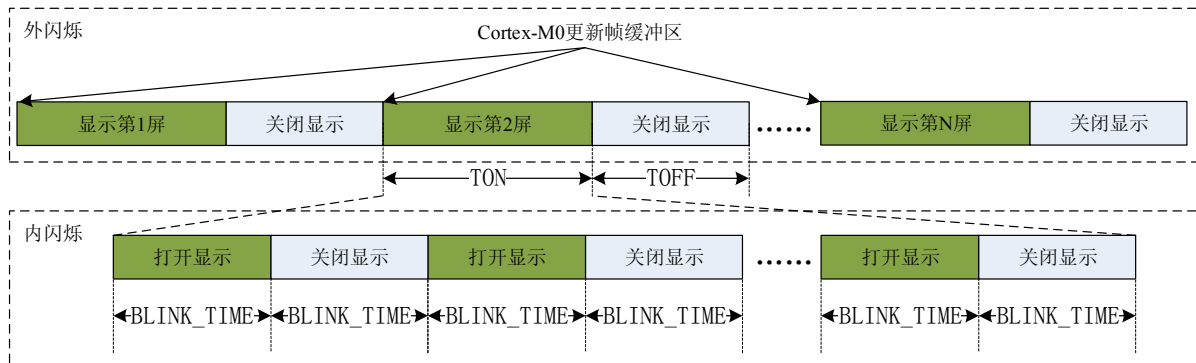 外闪烁
Cortex-M0更新帧缓冲区
显示第1屏 关闭显示 显示第2屏 关闭显示 …… 显示第N屏 关闭显示
TON TOFF
内闪烁
打开显示 关闭显示 打开显示 关闭显示 …… 打开显示 关闭显示
BLINK_TIME BLINK_TIME BLINK_TIME BLINK_TIME BLINK_TIME BLINK_TIME